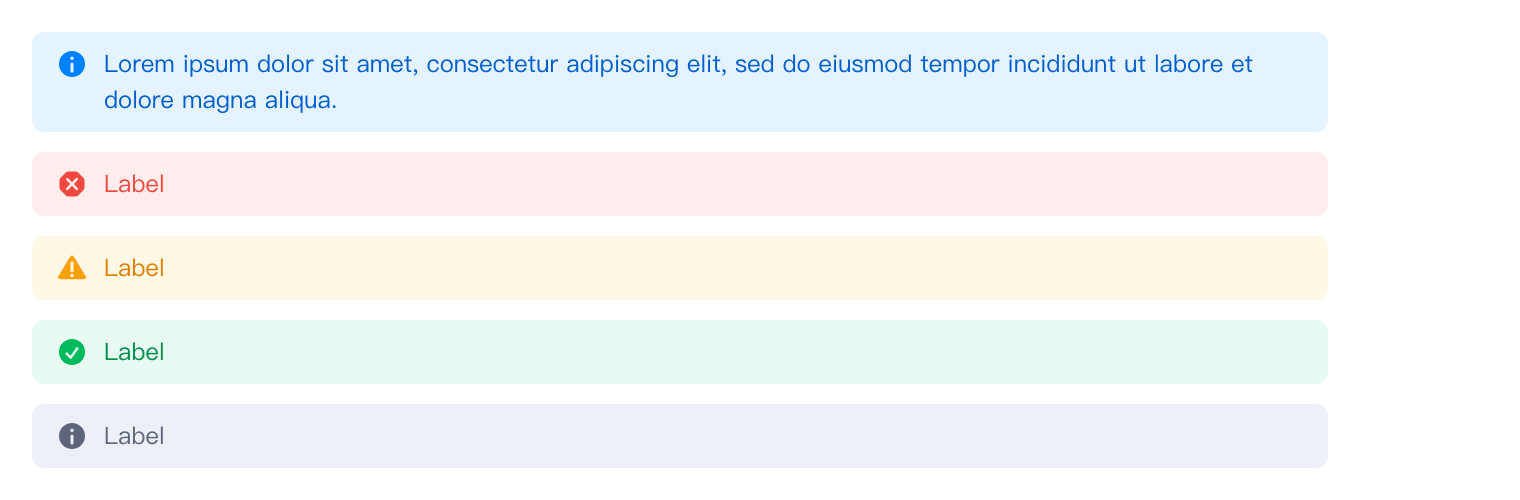 Lorem ipsum dolor sit amet, consectetur adipiscing elit, sed do eiusmod tempor incididunt ut labore et
dolore magna aliqua.
Label
Label
Label
Label